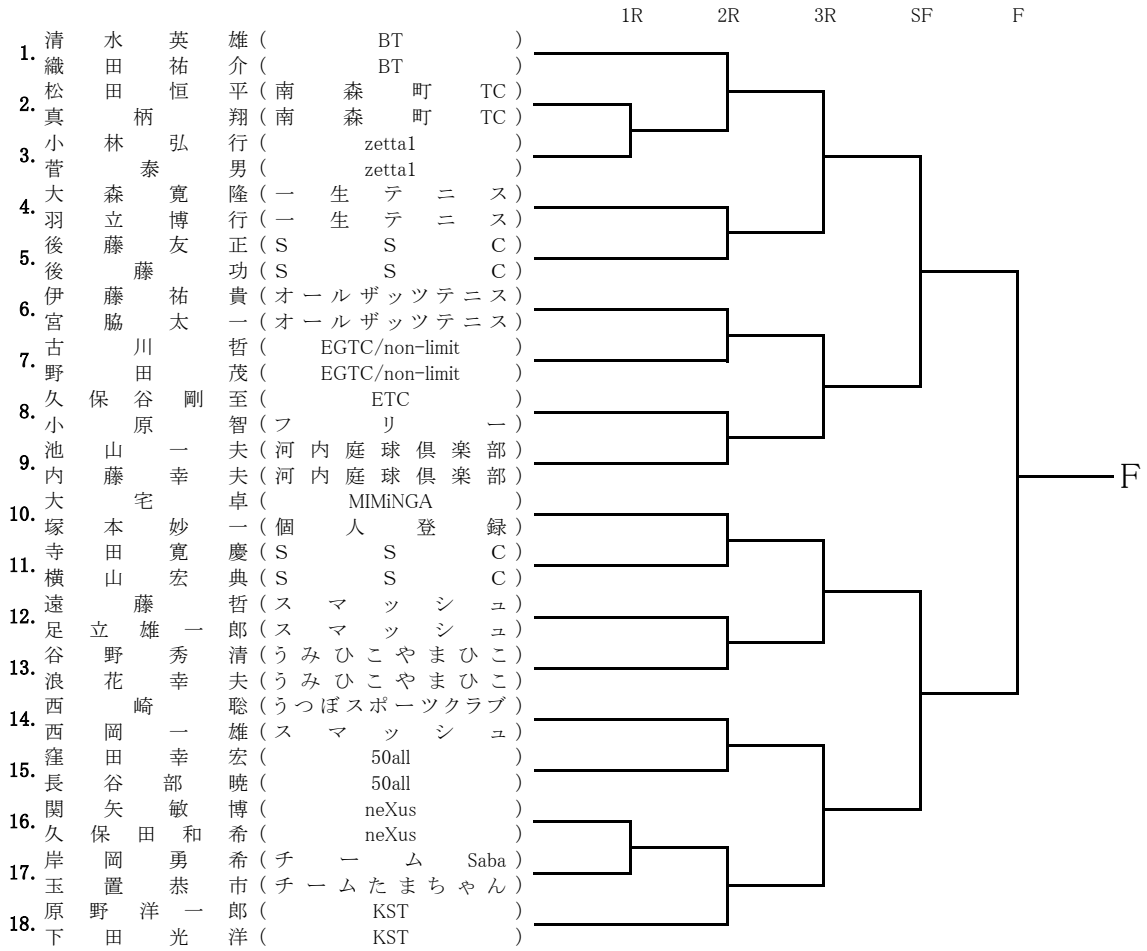 1R 2R 3R SF F
1.
清水英雄(BT)
織田祐介(BT)
2.
松田恒平(南森町TC)
真柄翔(南森町TC)
3.
小林弘行(zetta1)
菅泰男(zetta1)
4.
大森寛隆(一生テニス)
羽立博行(一生テニス)
5.
後藤友正(SSC)
後藤功(SSC)
6.
伊藤祐貴(オールザッツテニス)
宮脇太一(オールザッツテニス)
7.
古川哲(EGTC/non-limit)
野田茂(EGTC/non-limit)
8.
久保谷剛至(ETC)
小原智(フリー)
9.
池山一夫(河内庭球倶楽部)
内藤幸夫(河内庭球倶楽部)
10.
大宅卓(MIMiNGA)
塚本妙一(個人登録)
11.
寺田寛慶(SSC)
横山宏典(SSC)
12.
遠藤哲(スマッシュ)
足立雄一郎(スマッシュ)
13.
谷野秀清(うみひこやまひこ)
浪花幸夫(うみひこやまひこ)
14.
西崎聡(うつぼスポーツクラブ)
西岡一雄(スマッシュ)
15.
窪田幸宏(50all)
長谷部暁(50all)
16.
関矢敏博(neXus)
久保田和希(neXus)
17.
岸岡勇希(チームSaba)
玉置恭市(チームたまちゃん)
18.
原野洋一郎(KST)
下田光洋(KST)
F